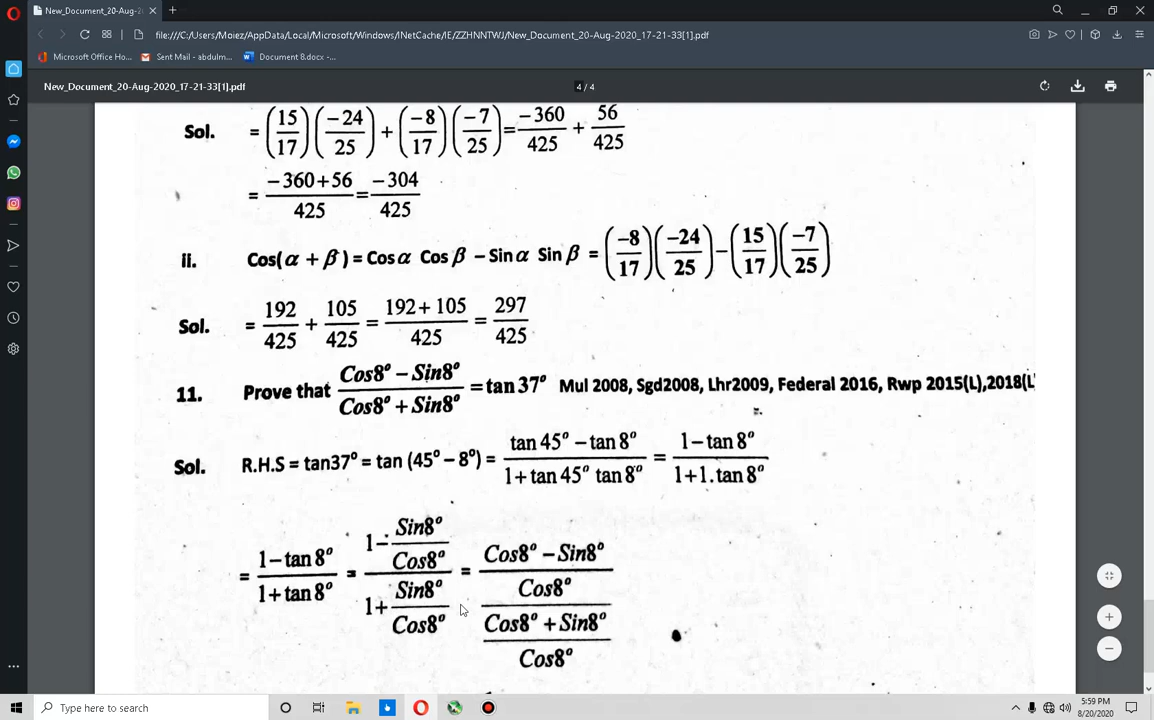 New_Document_20-Aug-2
file:///C:/Users/Moiez/AppData/Local/Microsoft/Windows/INetCache/IE/ZZHNNTWJ/New_Document_20-Aug-2020_17-21-33[1].pdf
Microsoft Office Ho... Sent Mail - abdulm... Document 8.docx -...
New_Document_20-Aug-2020_17-21-33[1].pdf 4 / 4
Sol. = (15/17)(-24/25) + (-8/17)(-7/25) = -360/425 + 56/425
= -360+56/425 = -304/425
ii. Cos(α + β) = Cosα Cosβ - Sinα Sinβ = (-8/17)(-24/25) - (15/17)(-7/25)
Sol. = 192/425 + 105/425 = 192+105/425 = 297/425
11. Prove that Cos8° - Sin8°/Cos8° + Sin8° = tan 37° Mul 2008, Sgd2008, Lhr2009, Federal 2016, Rwp 2015(L),2018(L
Sol. R.H.S = tan37° = tan (45° - 8°) = tan 45° - tan 8°/1 + tan 45° tan 8° = 1 - tan 8°/1+1.tan 8°
= 1 - tan 8°/1 + tan 8° = 1 - Sin8°/Cos8° / 1 + Sin8°/Cos8° = Cos8° - Sin8°/Cos8° / Cos8° + Sin8°/Cos8°
Type here to search
5:59 PM
8/20/2020